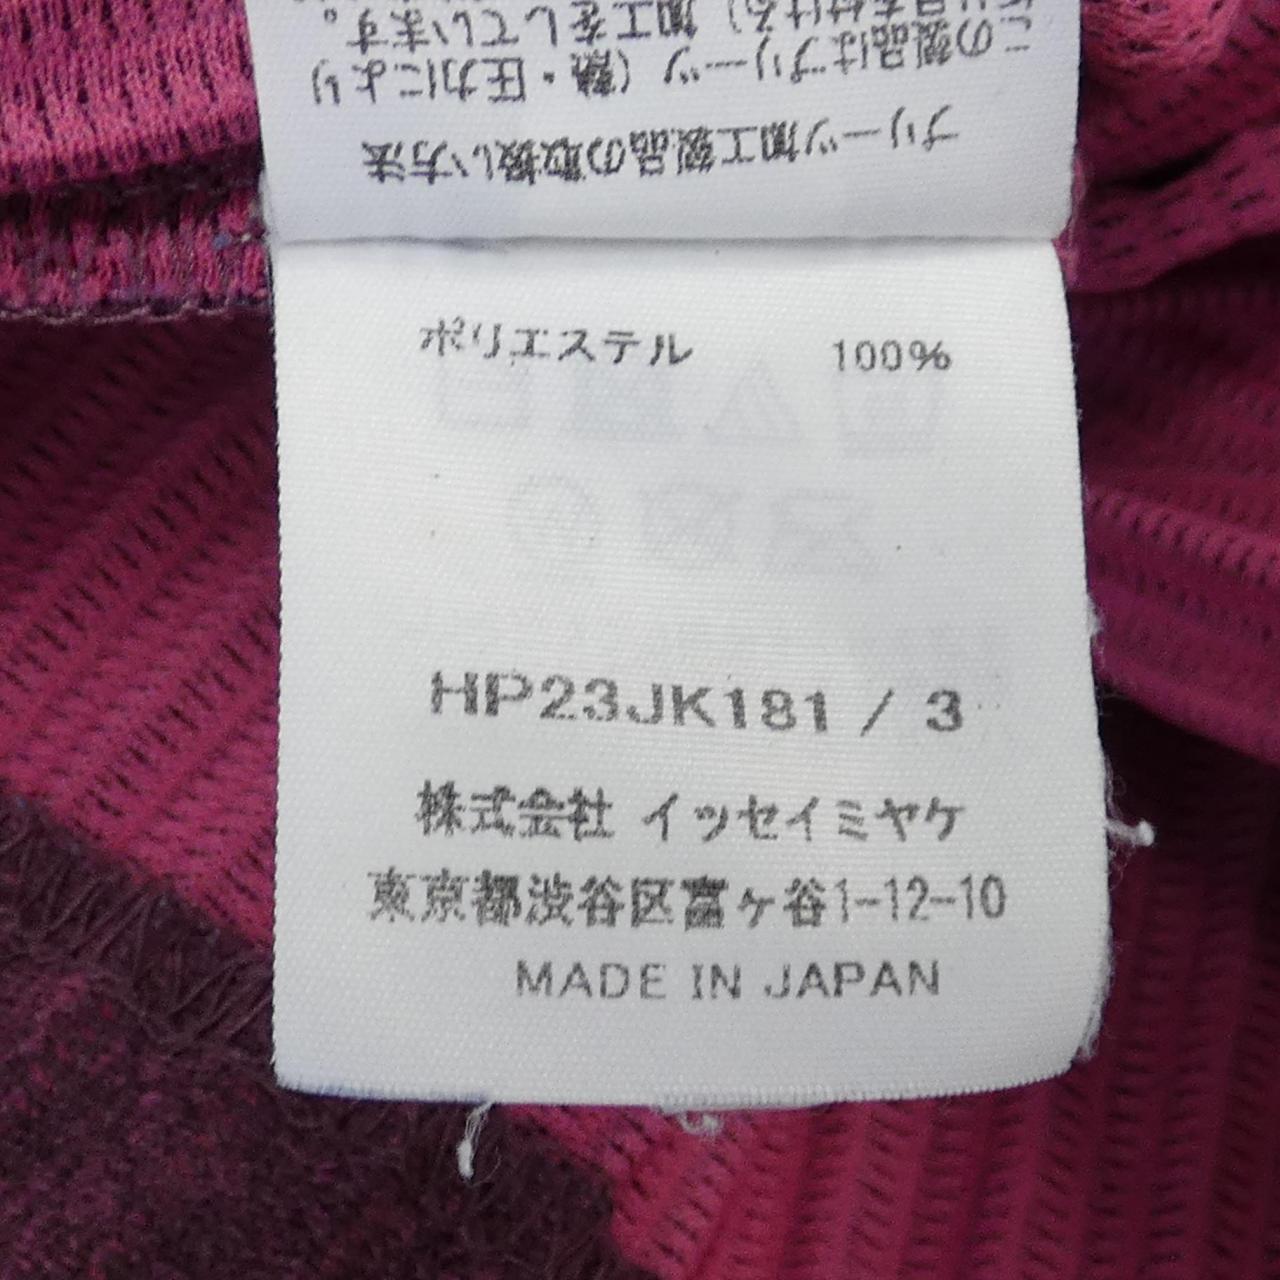 プリーツ加工製品の取扱い方法
この製品はプリーツ(熱・圧力により
加工をしています。
ポリエステル 100%
HP23JK181 / 3
株式会社 イッセイミヤケ
東京都渋谷区富ヶ谷1-12-10
MADE IN JAPAN